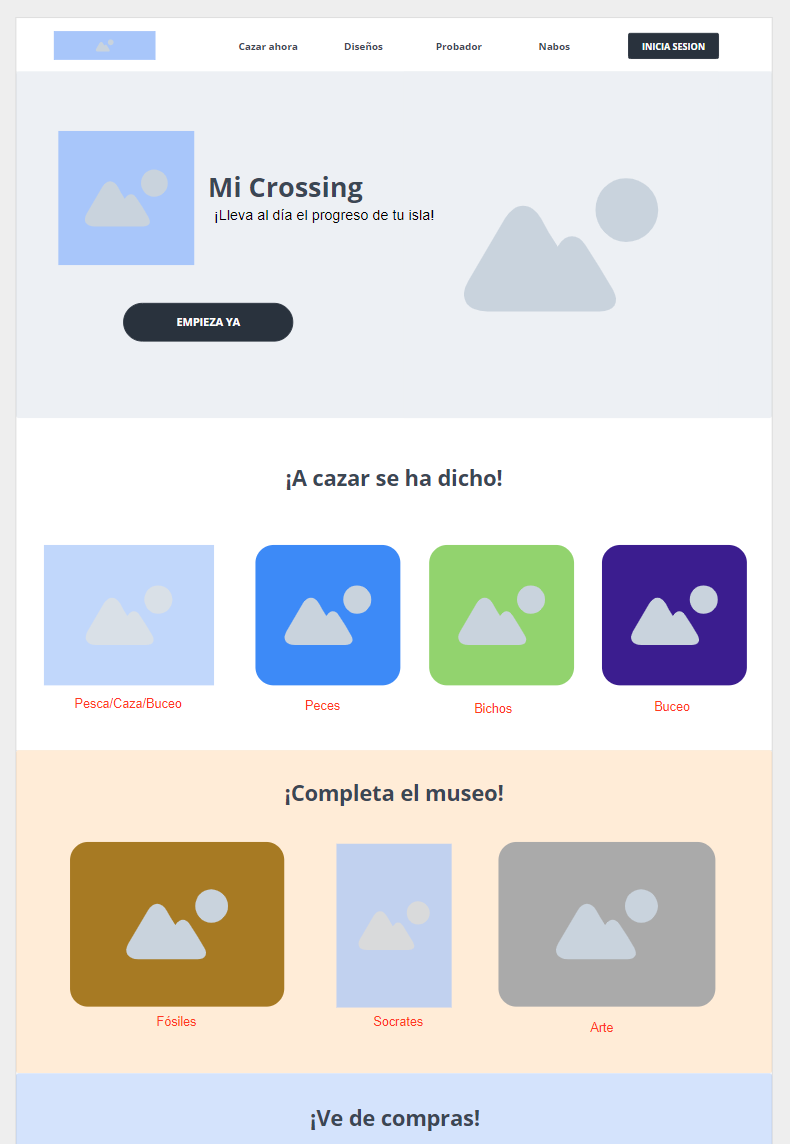 Cazar ahora Diseños Probador Nabos INICIA SESION
Mi Crossing
¡Lleva al día el progreso de tu isla!
EMPIEZA YA
¡A cazar se ha dicho!
Pesca/Caza/Buceo Peces Bichos Buceo
¡Completa el museo!
Fósiles Socrates Arte
¡Ve de compras!